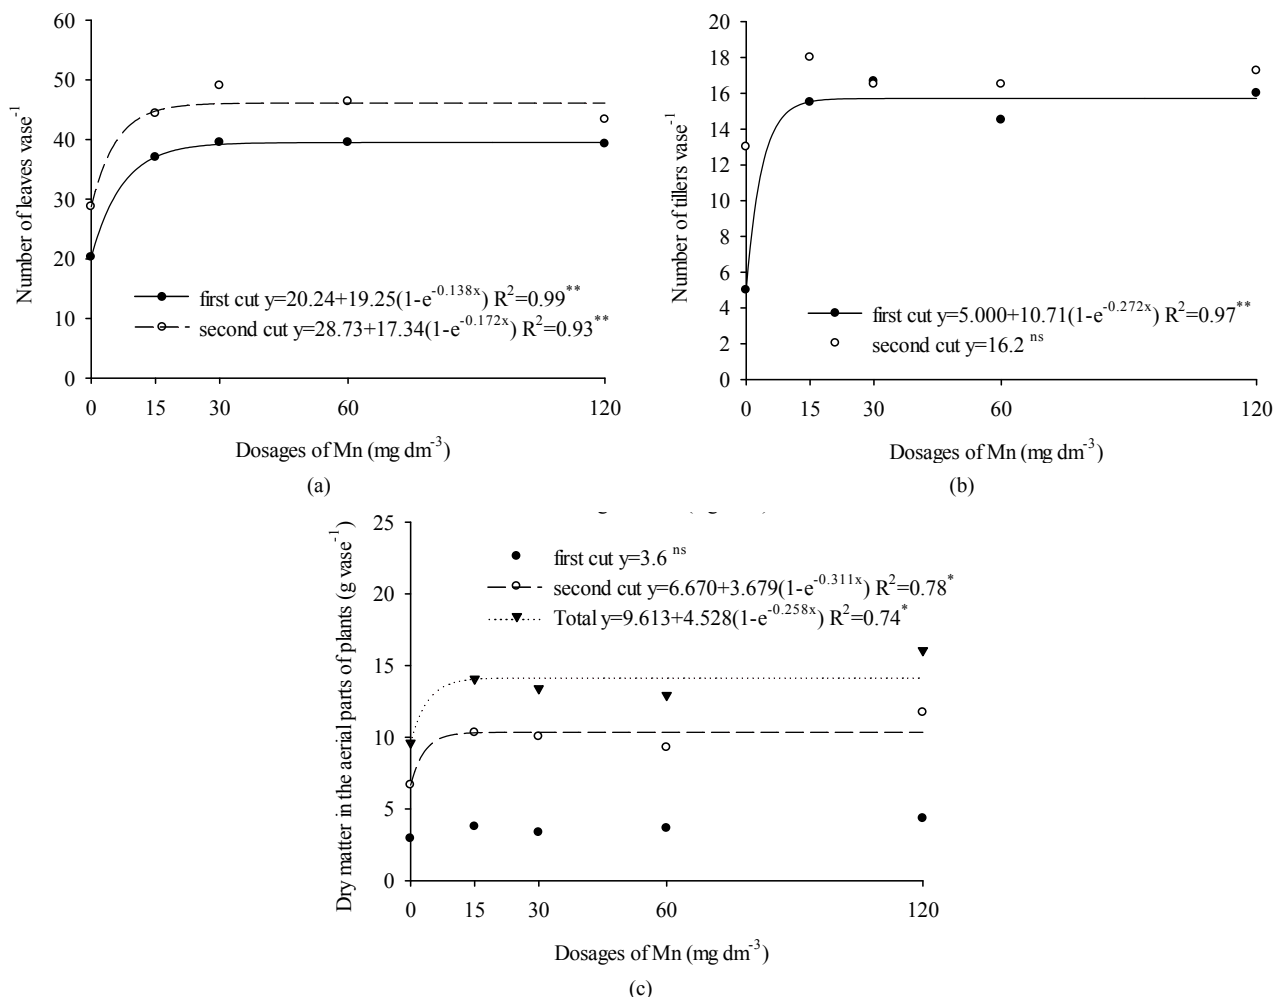 60
50
40
30
20
10
0
Number of leaves vase-1
first cut y=20.24+19.25(1-e-0.138x) R2=0.99**
second cut y=28.73+17.34(1-e-0.172x) R2=0.93**
0 15 30 60 120
Dosages of Mn (mg dm-3)
(a)
20
18
16
14
12
10
8
6
4
2
0
Number of tillers vase-1
first cut y=5.000+10.71(1-e-0.272x) R2=0.97**
second cut y=16.2 ns
0 15 30 60 120
Dosages of Mn (mg dm-3)
(b)
25
20
15
10
5
0
Dry matter in the aerial parts of plants (g vase-1)
first cut y=3.6 ns
second cut y=6.670+3.679(1-e-0.311x) R2=0.78*
Total y=9.613+4.528(1-e-0.258x) R2=0.74*
0 15 30 60 120
Dosages of Mn (mg dm-3)
(c)